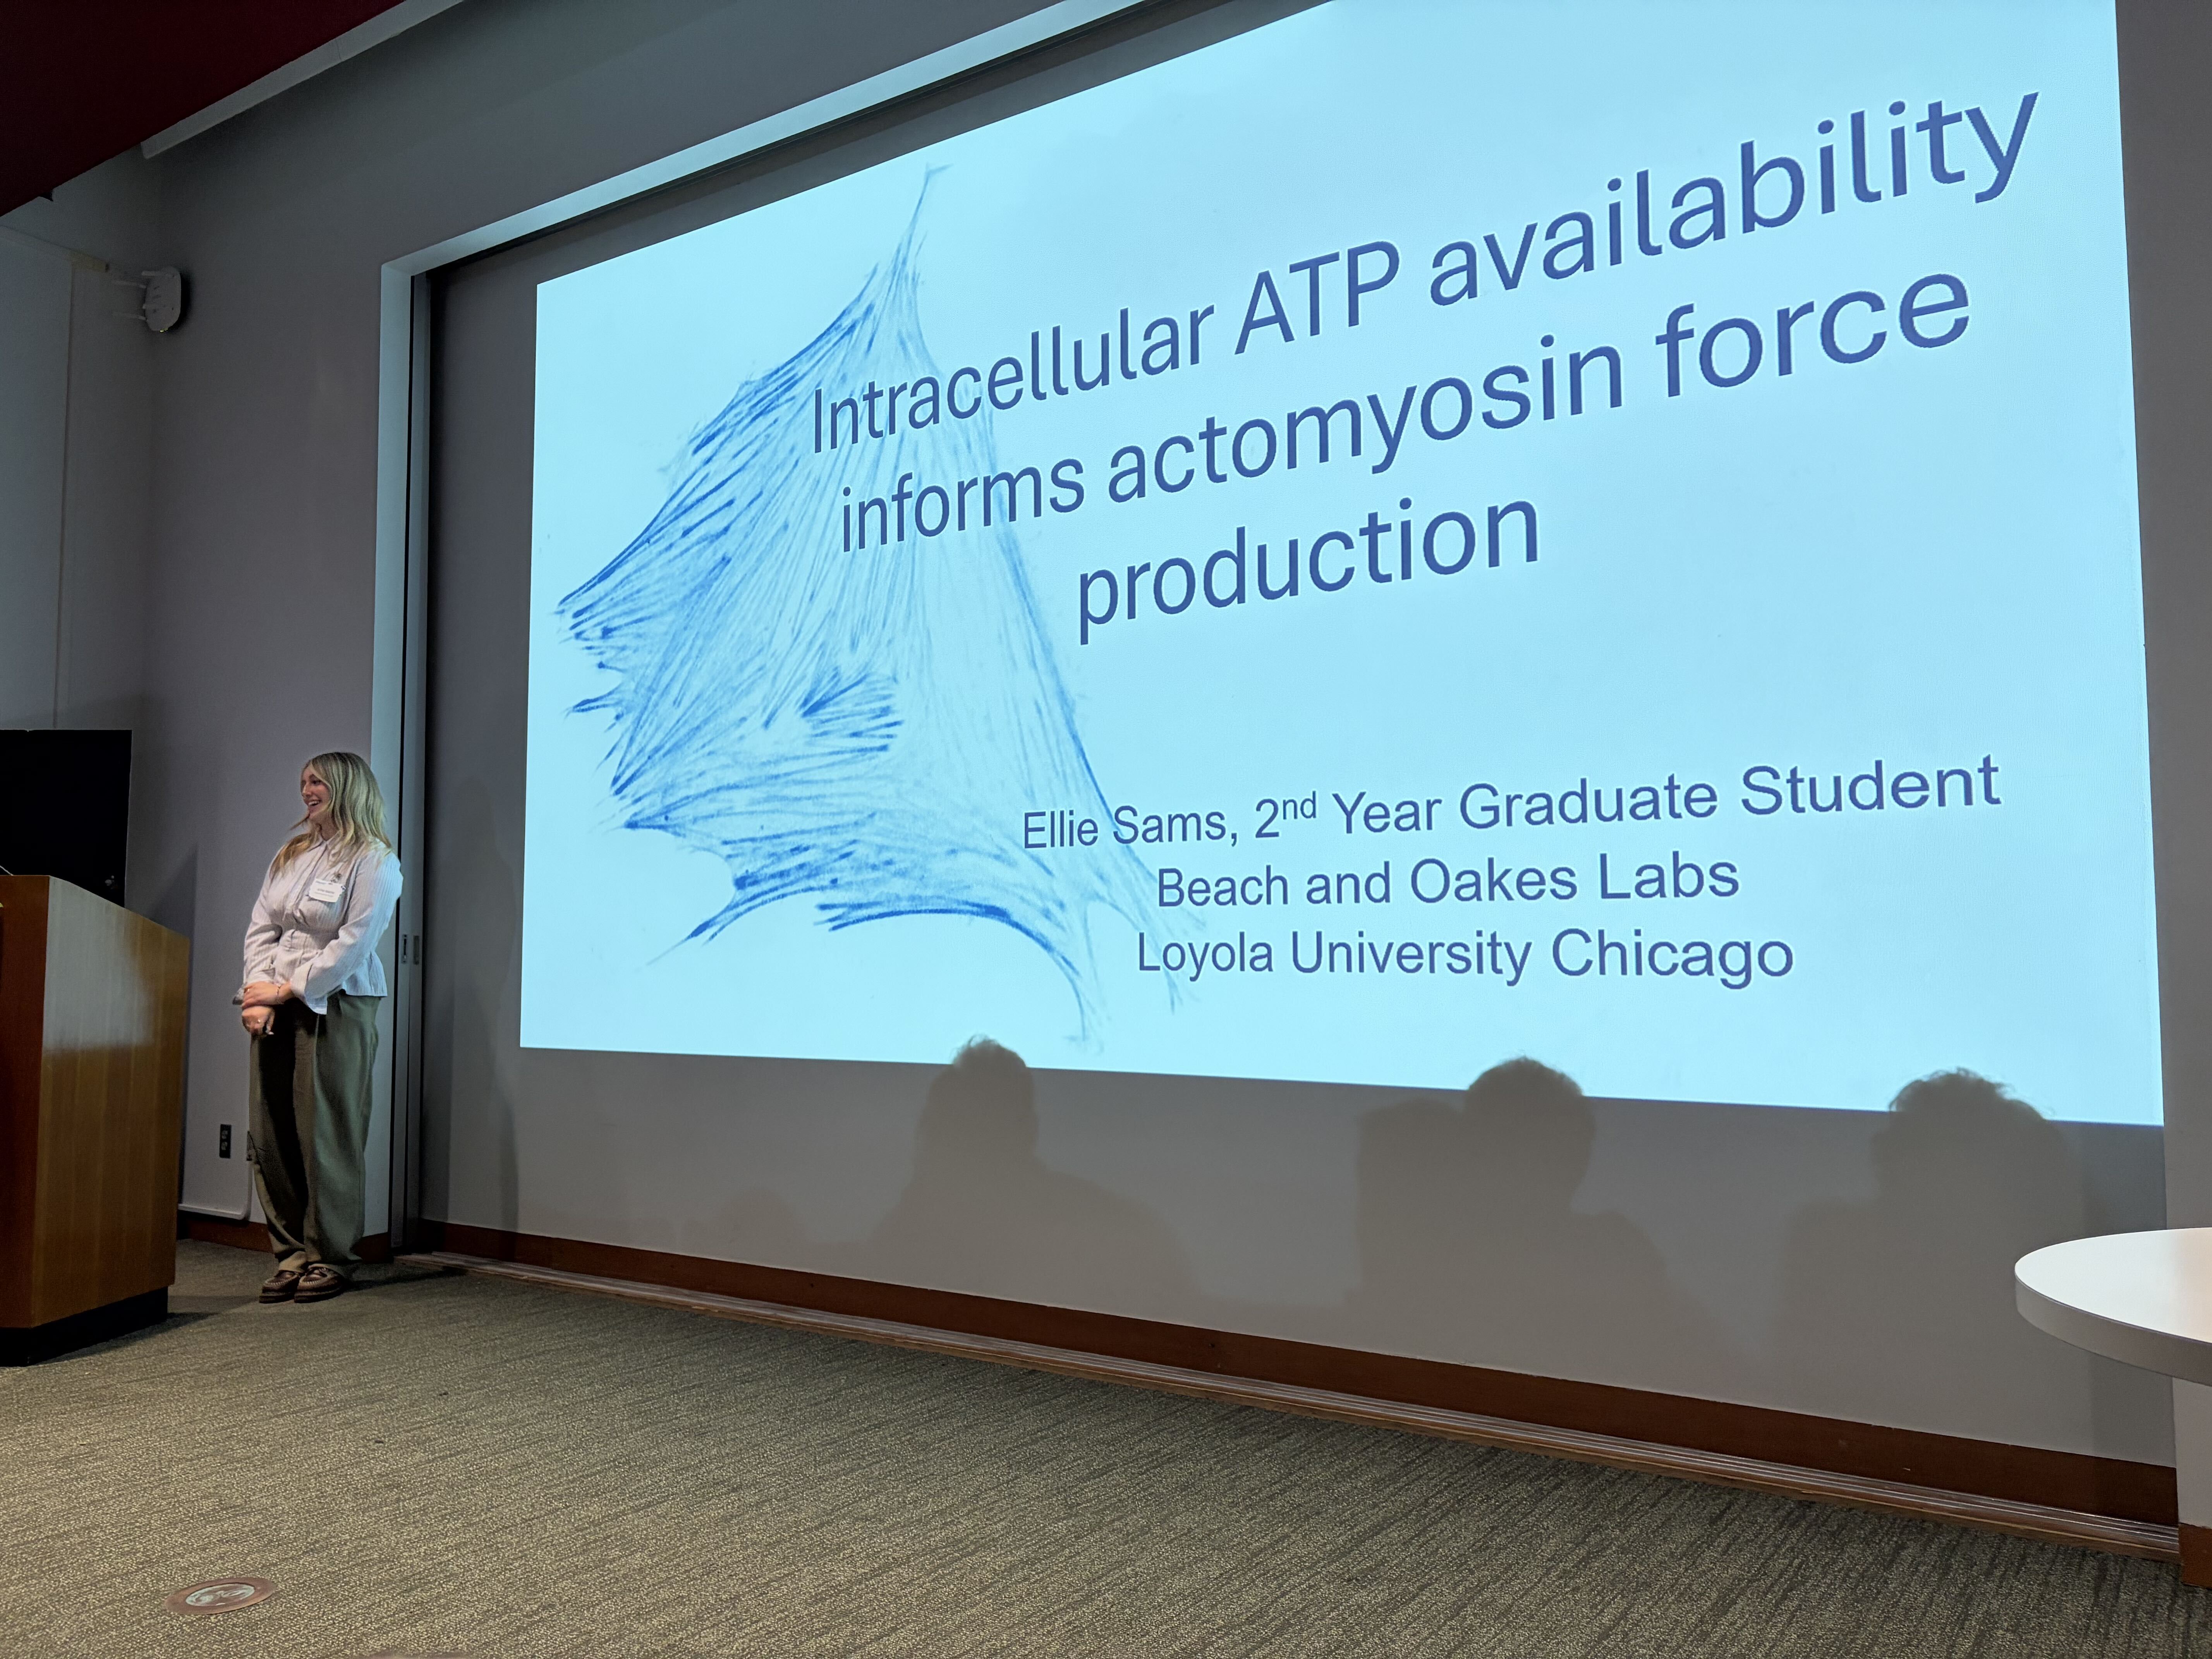 Intracellular ATP availability
informs actomyosin force
production
Ellie Sams, 2nd Year Graduate Student
Beach and Oakes Labs
Loyola University Chicago